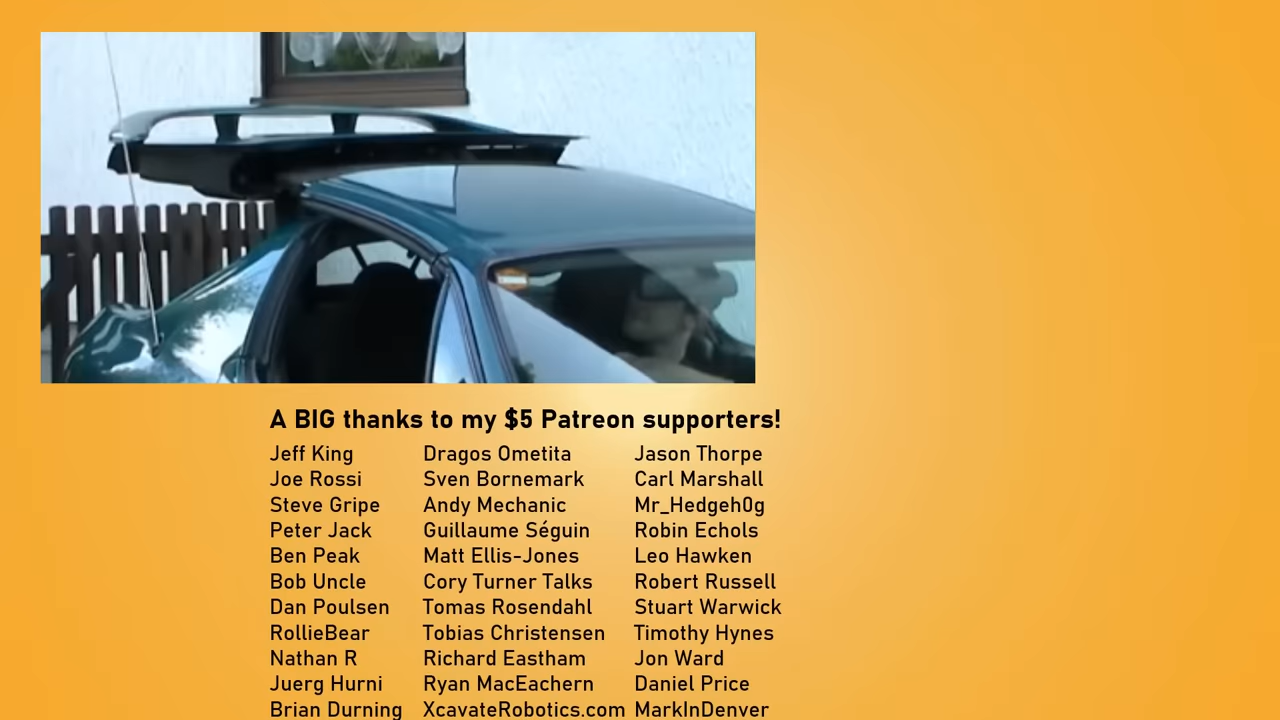 A BIG thanks to my $5 Patreon supporters!
Jeff King
Joe Rossi
Steve Gripe
Peter Jack
Ben Peak
Bob Uncle
Dan Poulsen
RollieBear
Nathan R
Juerg Hurni
Brian Durning
Dragos Ometita
Sven Bornemark
Andy Mechanic
Guillaume Séguin
Matt Ellis-Jones
Cory Turner Talks
Tomas Rosendahl
Tobias Christensen
Richard Eastham
Ryan MacEachern
XcavateRobotics.com
Jason Thorpe
Carl Marshall
Mr_Hedgeh0g
Robin Echols
Leo Hawken
Robert Russell
Stuart Warwick
Timothy Hynes
Jon Ward
Daniel Price
MarkInDenver